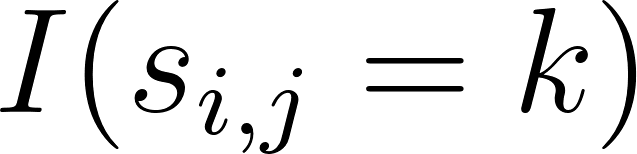 I(s_{i,j} = k)